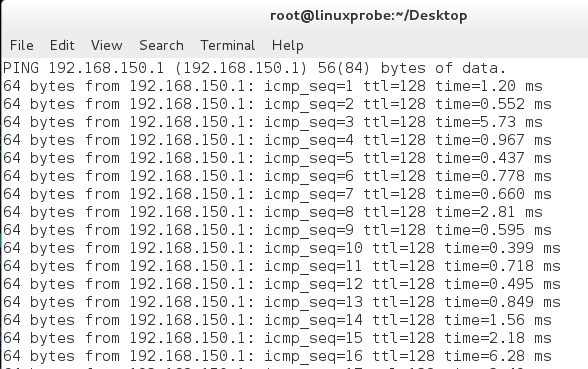 root@linuxprobe:~/Desktop
File Edit View Search Terminal Help
PING 192.168.150.1 (192.168.150.1) 56(84) bytes of data.
64 bytes from 192.168.150.1: icmp_seq=1 ttl=128 time=1.20 ms
64 bytes from 192.168.150.1: icmp_seq=2 ttl=128 time=0.552 ms
64 bytes from 192.168.150.1: icmp_seq=3 ttl=128 time=5.73 ms
64 bytes from 192.168.150.1: icmp_seq=4 ttl=128 time=0.967 ms
64 bytes from 192.168.150.1: icmp_seq=5 ttl=128 time=0.437 ms
64 bytes from 192.168.150.1: icmp_seq=6 ttl=128 time=0.778 ms
64 bytes from 192.168.150.1: icmp_seq=7 ttl=128 time=0.660 ms
64 bytes from 192.168.150.1: icmp_seq=8 ttl=128 time=2.81 ms
64 bytes from 192.168.150.1: icmp_seq=9 ttl=128 time=0.595 ms
64 bytes from 192.168.150.1: icmp_seq=10 ttl=128 time=0.399 ms
64 bytes from 192.168.150.1: icmp_seq=11 ttl=128 time=0.718 ms
64 bytes from 192.168.150.1: icmp_seq=12 ttl=128 time=0.495 ms
64 bytes from 192.168.150.1: icmp_seq=13 ttl=128 time=0.849 ms
64 bytes from 192.168.150.1: icmp_seq=14 ttl=128 time=1.56 ms
64 bytes from 192.168.150.1: icmp_seq=15 ttl=128 time=2.18 ms
64 bytes from 192.168.150.1: icmp_seq=16 ttl=128 time=6.28 ms